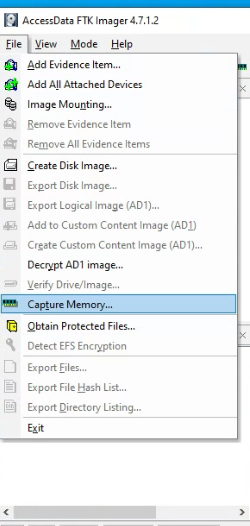 AccessData FTK Imager 4.7.1.2
File View Mode Help
Add Evidence Item...
Add All Attached Devices
Image Mounting...
Remove Evidence Item
Remove All Evidence Items
Create Disk Image...
Export Disk Image...
Export Logical Image (AD1)...
Add to Custom Content Image (AD1)
Create Custom Content Image (AD1)...
Decrypt AD1 image...
Verify Drive/Image...
Capture Memory...
Obtain Protected Files...
Detect EFS Encryption
Export Files...
Export File Hash List...
Export Directory Listing...
Exit